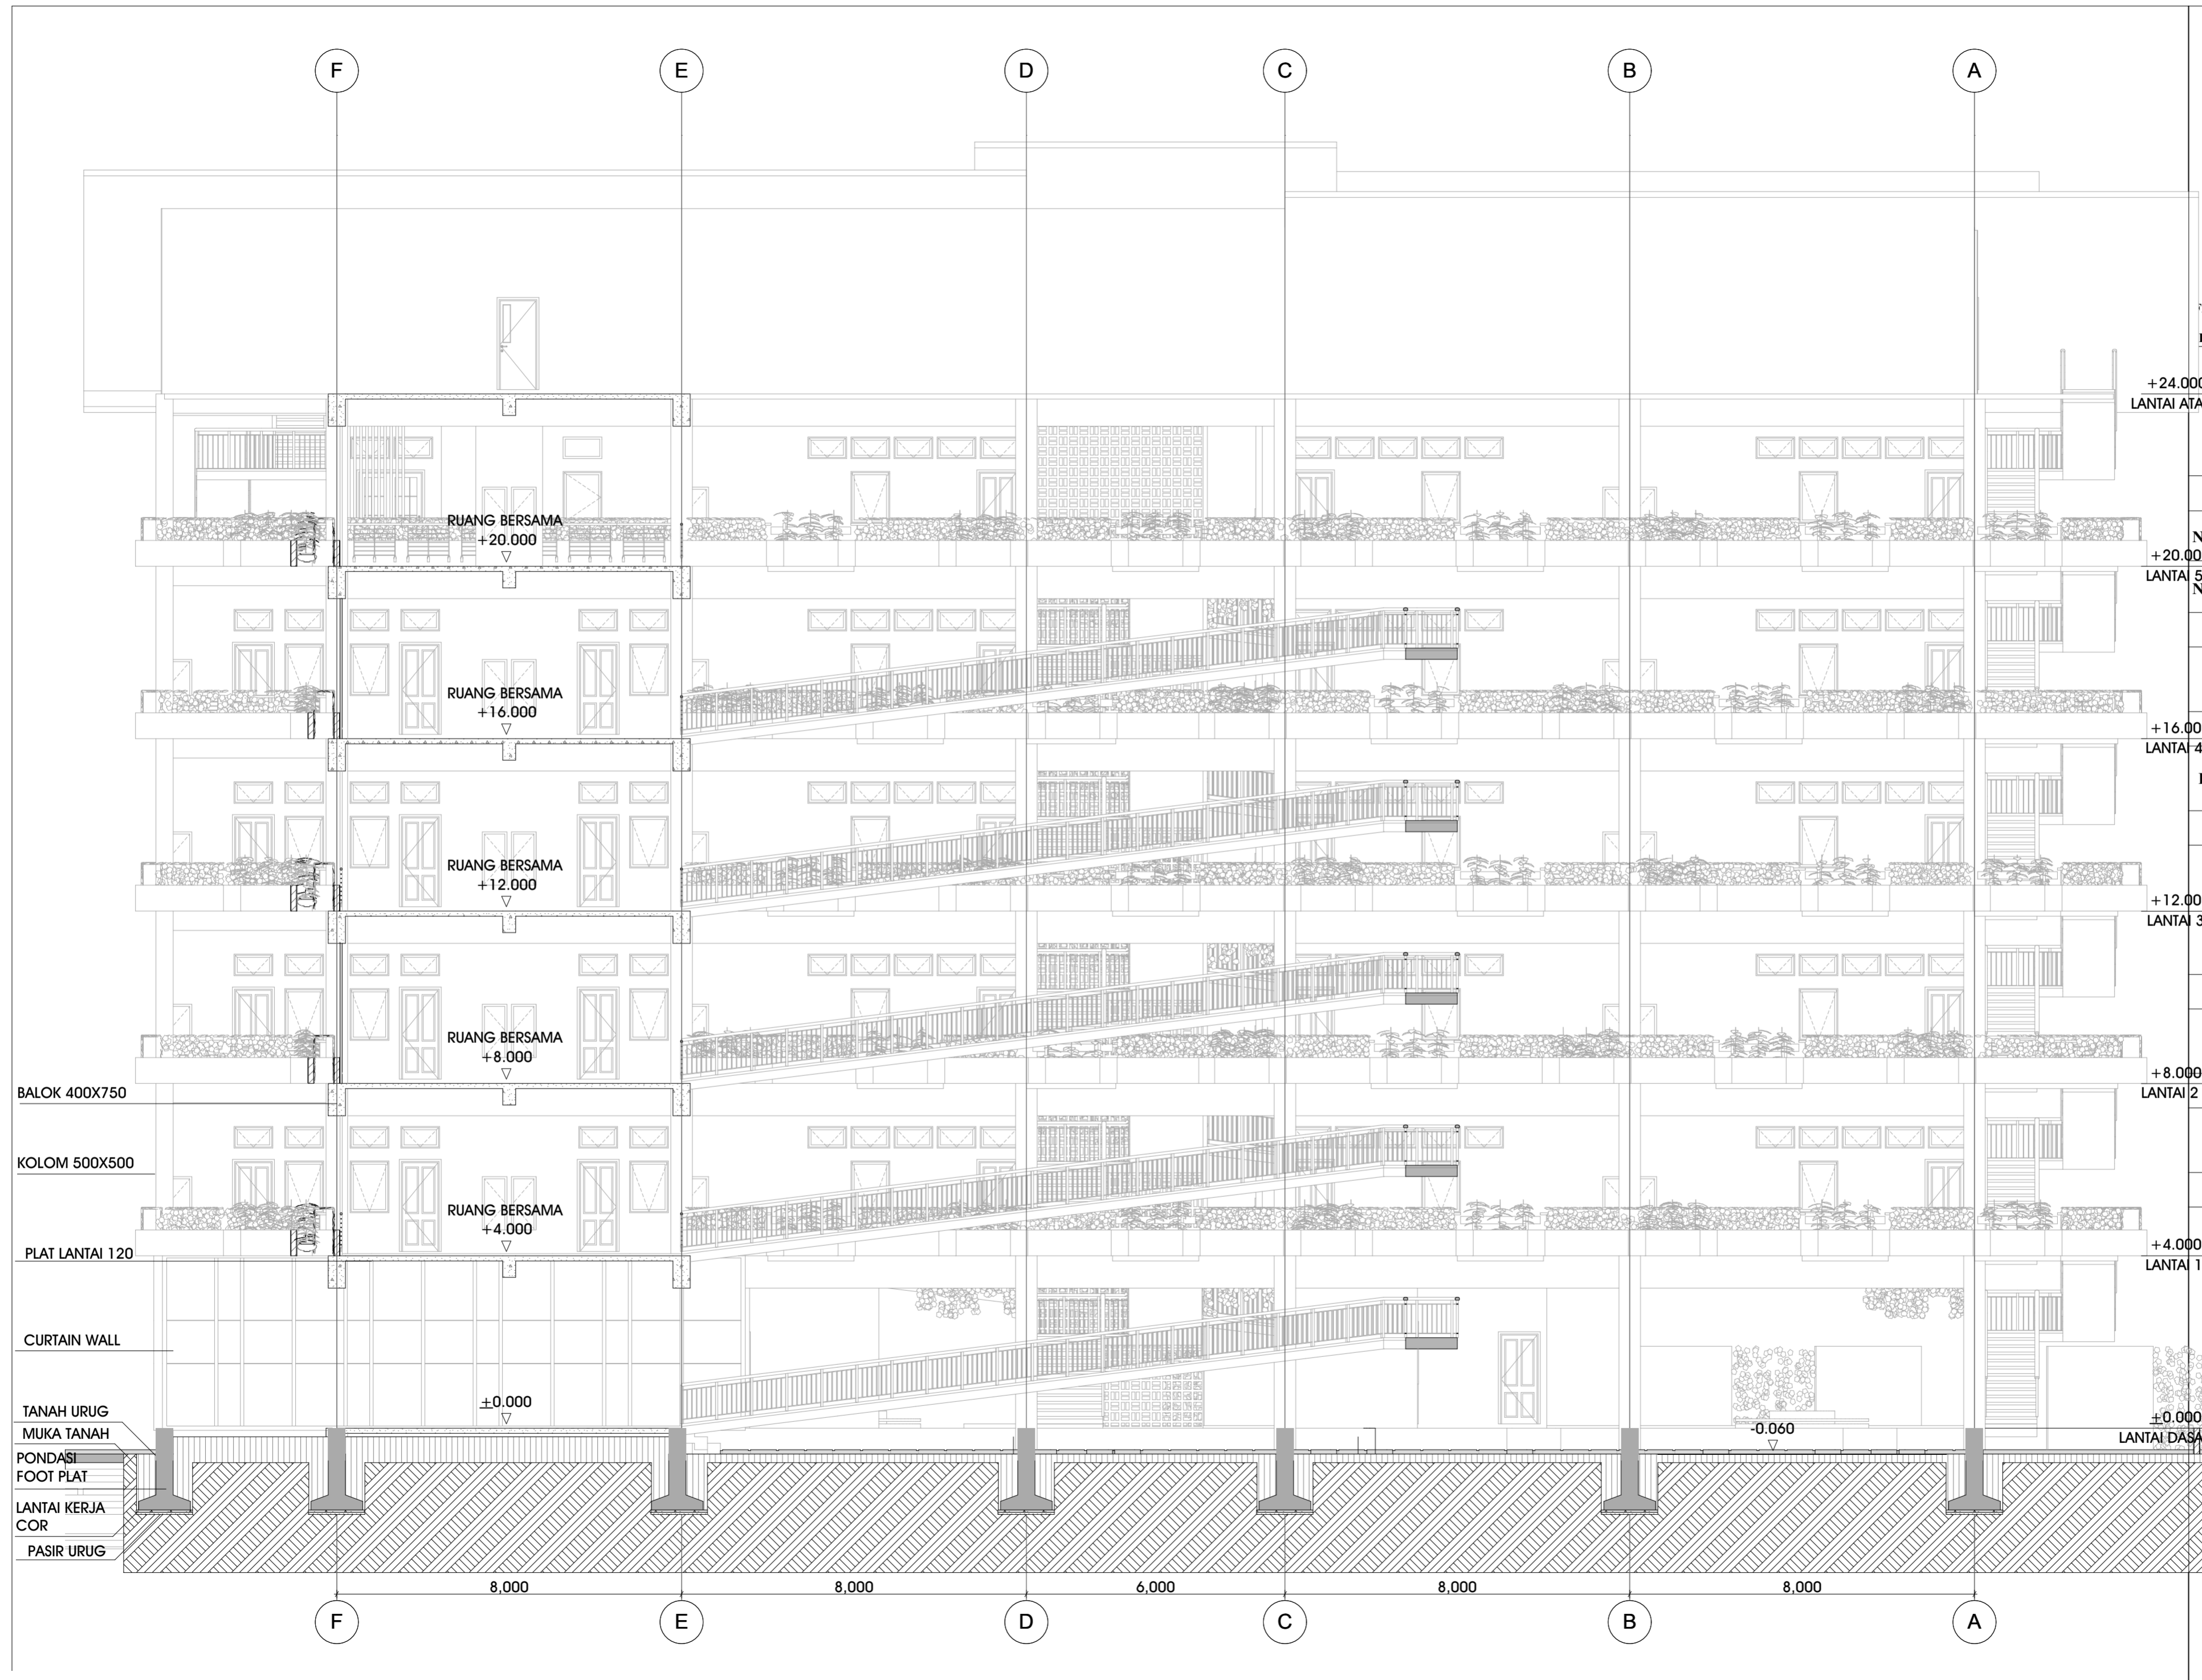 F E D C B A
+24.000
LANTAI ATA
RUANG BERSAMA
+20.000
+20.00
LANTAI 5
N
N
RUANG BERSAMA
+16.000
+16.00
LANTAI 4
RUANG BERSAMA
+12.000
+12.00
LANTAI 3
RUANG BERSAMA
+8.000
+8.000
LANTAI 2
BALOK 400X750
KOLOM 500X500
RUANG BERSAMA
+4.000
+4.000
LANTAI 1
PLAT LANTAI 120
CURTAIN WALL
±0.000
±0.000
LANTAI DASA
-0.060
TANAH URUG
MUKA TANAH
PONDASI
FOOT PLAT
LANTAI KERJA
COR
PASIR URUG
8,000 8,000 6,000 8,000 8,000
F E D C B A